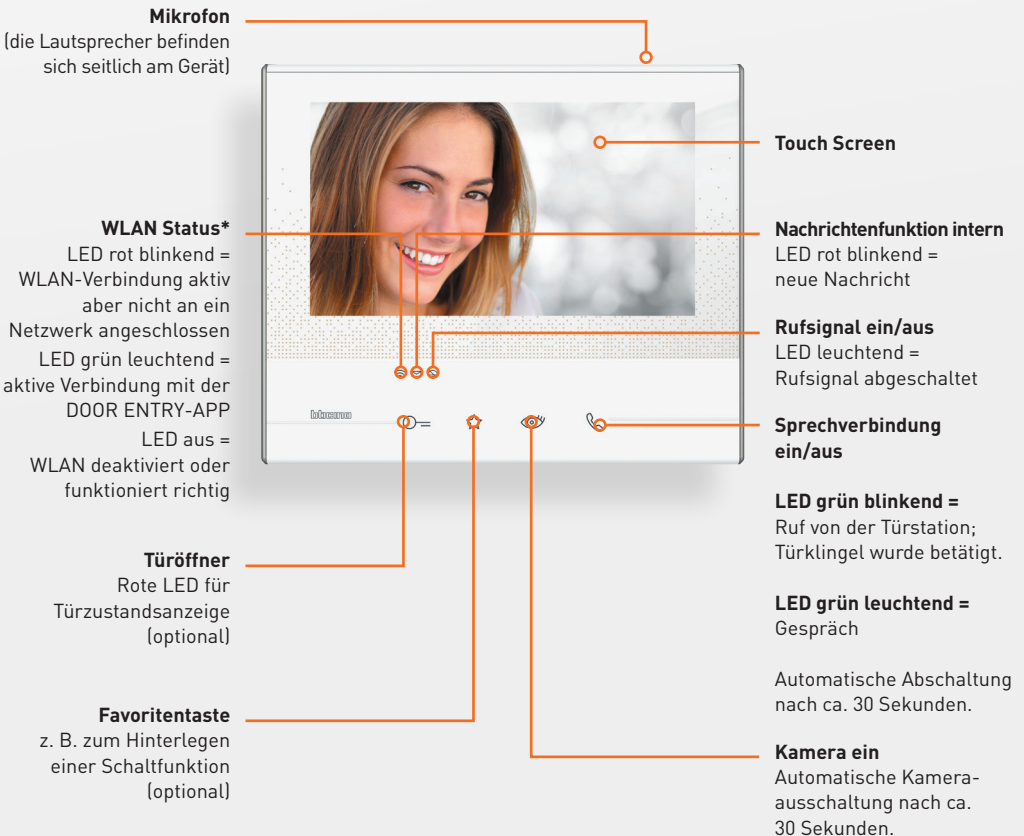 Mikrofon
(die Lautsprecher befinden
sich seitlich am Gerät)
WLAN Status*
LED rot blinkend =
WLAN-Verbindung aktiv
aber nicht an ein
Netzwerk angeschlossen
LED grün leuchtend =
aktive Verbindung mit der
DOOR ENTRY-APP
LED aus =
WLAN deaktiviert oder
funktioniert richtig
Türöffner
Rote LED für
Türzustandsanzeige
(optional)
Favoritentaste
z. B. zum Hinterlegen
einer Schaltfunktion
(optional)
bticino
Touch Screen
Nachrichtenfunktion intern
LED rot blinkend =
neue Nachricht
Rufsignal ein/aus
LED leuchtend =
Rufsignal abgeschaltet
Sprechverbindung
ein/aus
LED grün blinkend =
Ruf von der Türstation;
Türklingel wurde betätigt.
LED grün leuchtend =
Gespräch
Automatische Abschaltung
nach ca. 30 Sekunden.
Kamera ein
Automatische Kamera-
ausschaltung nach ca.
30 Sekunden.